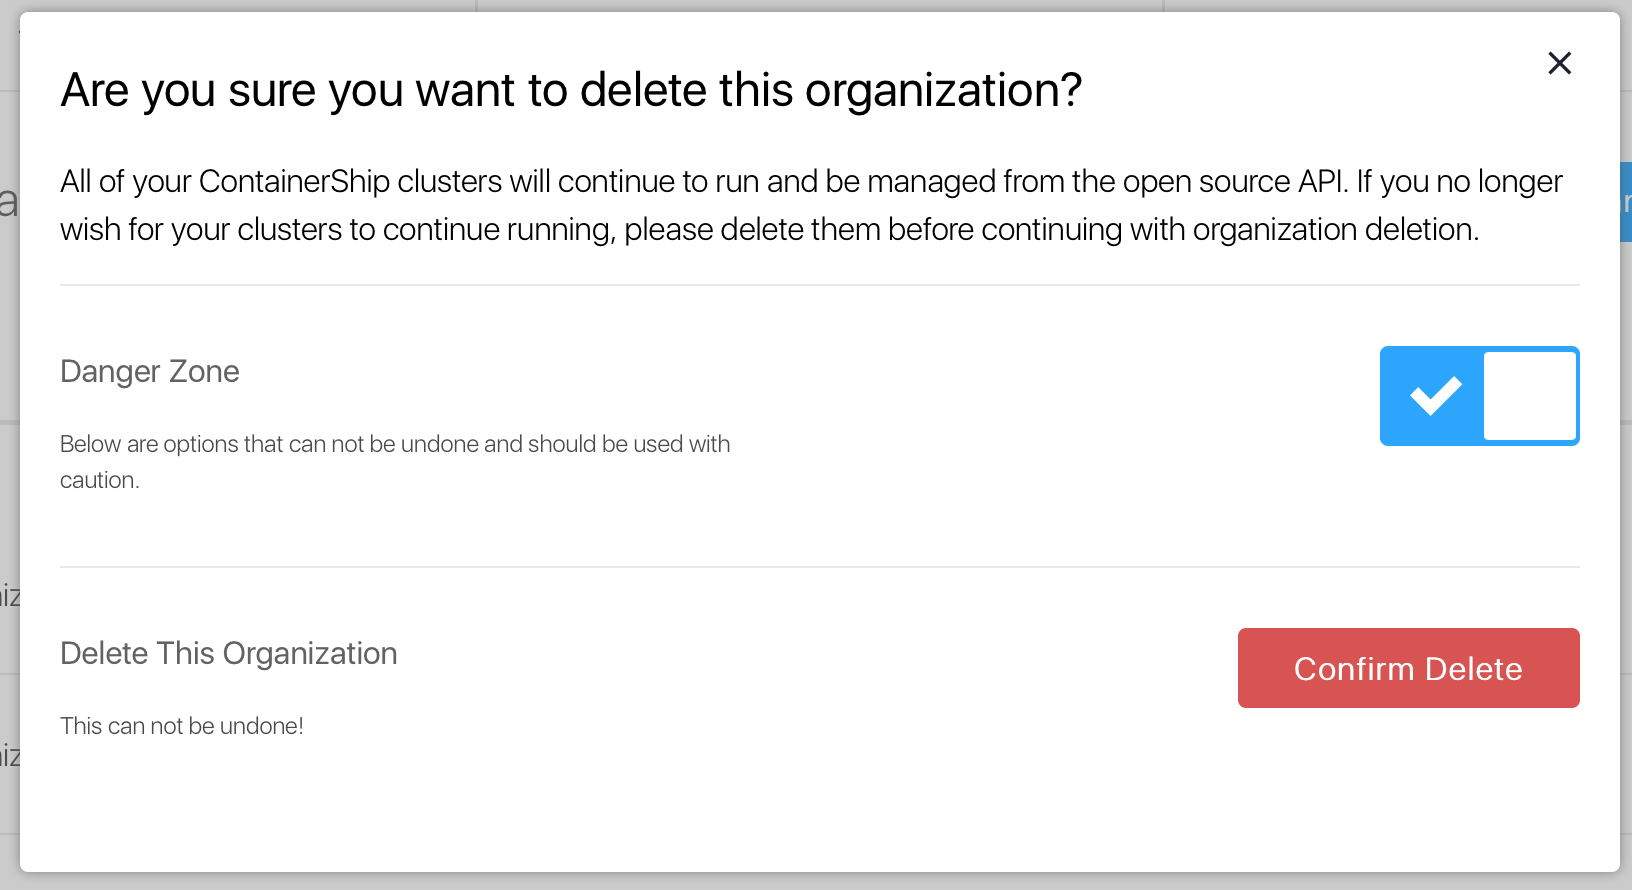 Are you sure you want to delete this organization?
All of your ContainerShip clusters will continue to run and be managed from the open source API. If you no longer
wish for your clusters to continue running, please delete them before continuing with organization deletion.
Danger Zone
Below are options that can not be undone and should be used with
caution.
Delete This Organization
Confirm Delete
This can not be undone!